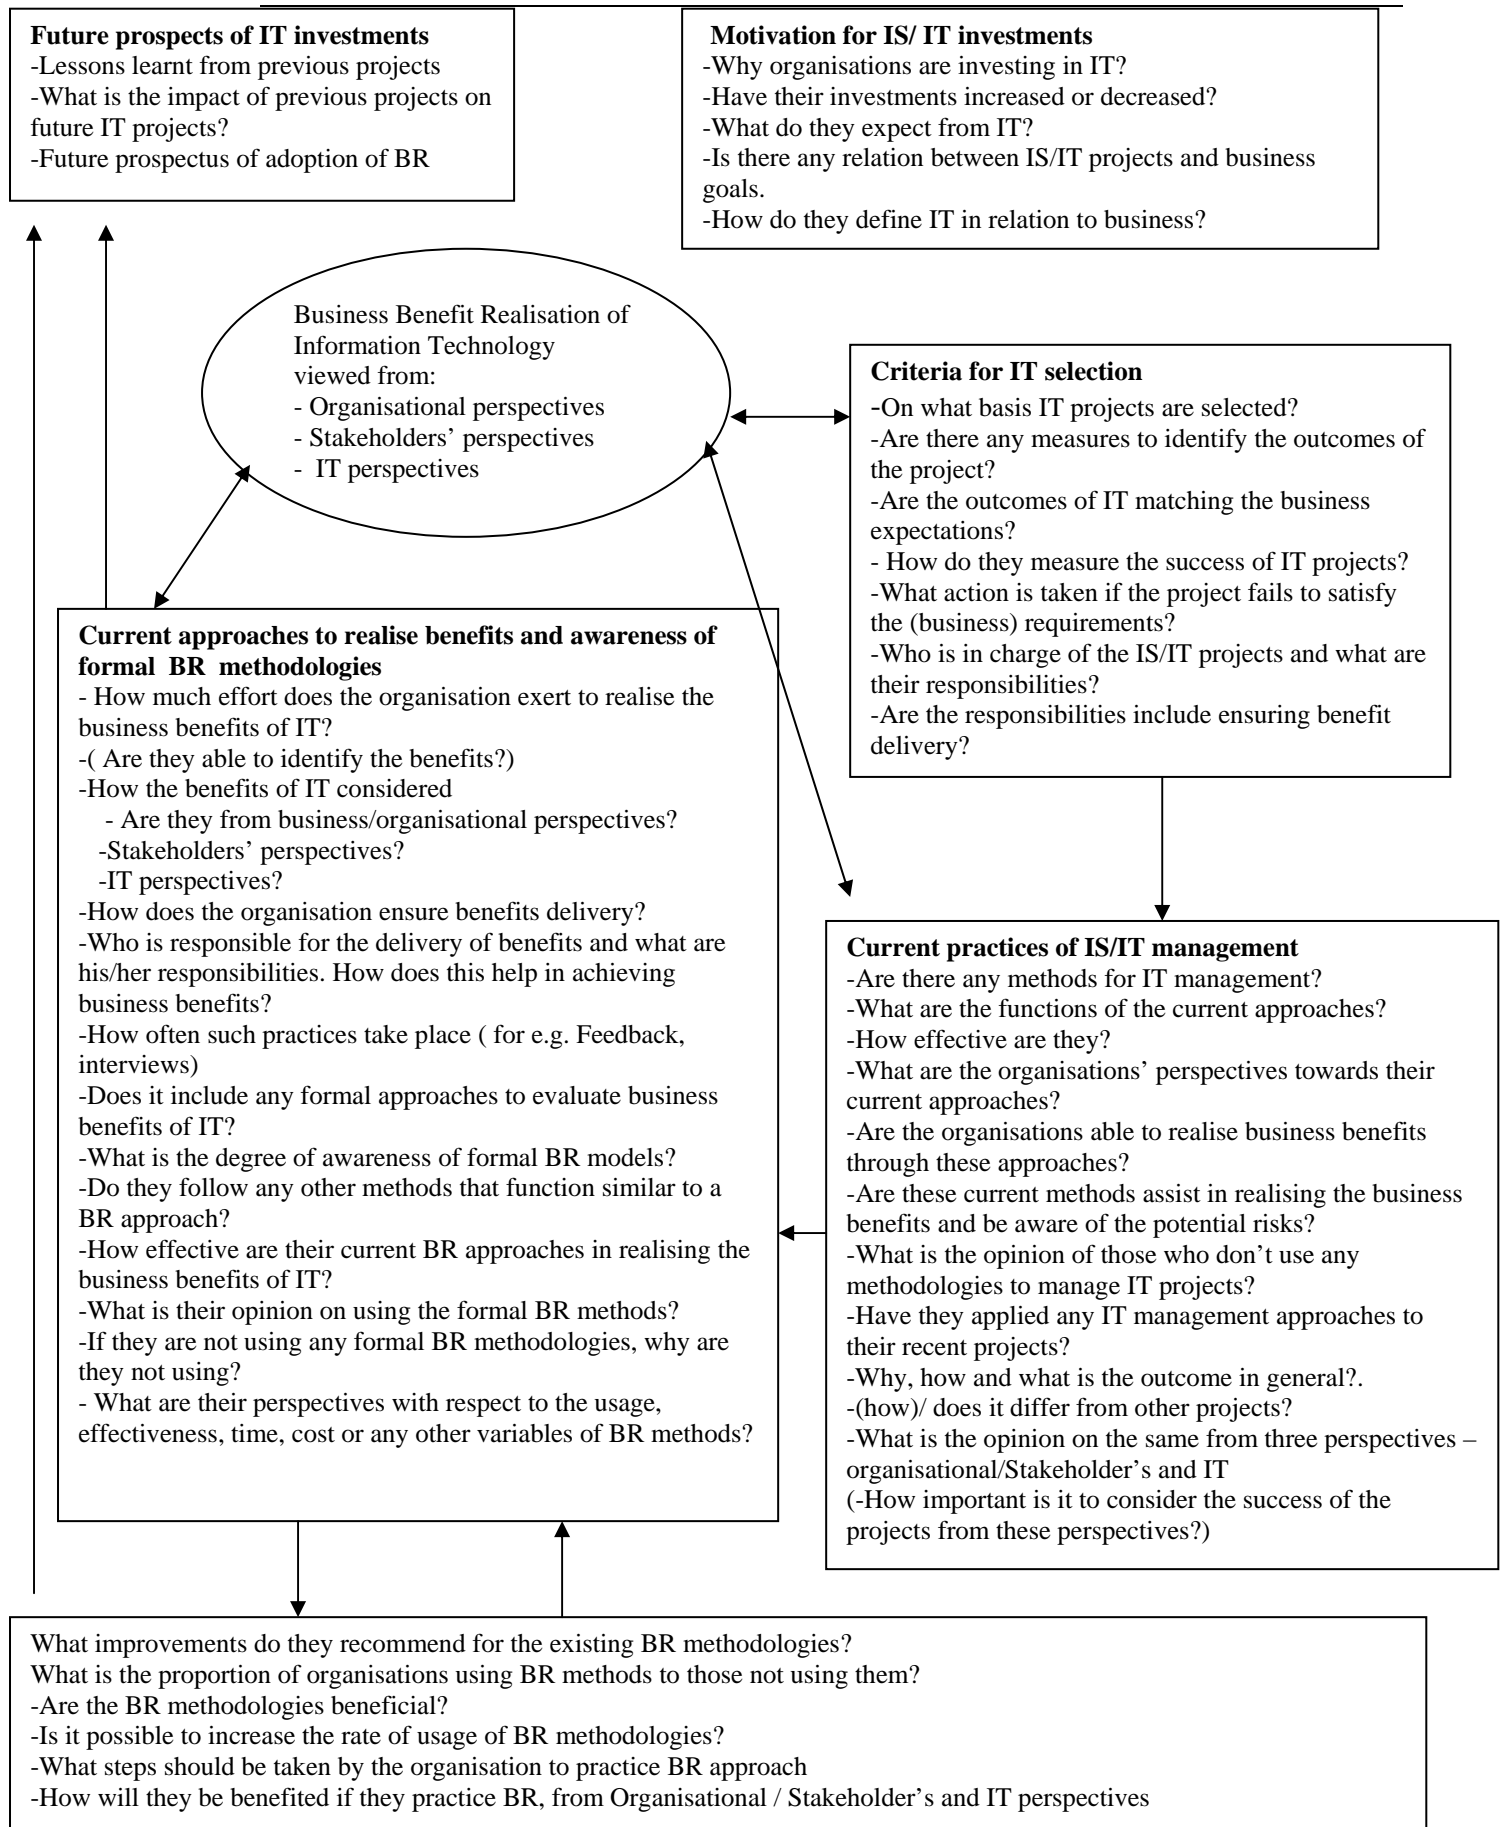 Future prospects of IT investments
-Lessons learnt from previous projects
-What is the impact of previous projects on
future IT projects?
-Future prospectus of adoption of BR
Motivation for IS/ IT investments
-Why organisations are investing in IT?
-Have their investments increased or decreased?
-What do they expect from IT?
-Is there any relation between IS/IT projects and business
goals.
-How do they define IT in relation to business?
Business Benefit Realisation of
Information Technology
viewed from:
- Organisational perspectives
- Stakeholders’ perspectives
- IT perspectives
Criteria for IT selection
-On what basis IT projects are selected?
-Are there any measures to identify the outcomes of
the project?
-Are the outcomes of IT matching the business
expectations?
- How do they measure the success of IT projects?
-What action is taken if the project fails to satisfy
the (business) requirements?
-Who is in charge of the IS/IT projects and what are
their responsibilities?
-Are the responsibilities include ensuring benefit
delivery?
Current approaches to realise benefits and awareness of
formal BR methodologies
- How much effort does the organisation exert to realise the
business benefits of IT?
-( Are they able to identify the benefits?)
-How the benefits of IT considered
- Are they from business/organisational perspectives?
-Stakeholders’ perspectives?
-IT perspectives?
-How does the organisation ensure benefits delivery?
-Who is responsible for the delivery of benefits and what are
his/her responsibilities. How does this help in achieving
business benefits?
-How often such practices take place ( for e.g. Feedback,
interviews)
-Does it include any formal approaches to evaluate business
benefits of IT?
-What is the degree of awareness of formal BR models?
-Do they follow any other methods that function similar to a
BR approach?
-How effective are their current BR approaches in realising the
business benefits of IT?
-What is their opinion on using the formal BR methods?
-If they are not using any formal BR methodologies, why are
they not using?
- What are their perspectives with respect to the usage,
effectiveness, time, cost or any other variables of BR methods?
Current practices of IS/IT management
-Are there any methods for IT management?
-What are the functions of the current approaches?
-How effective are they?
-What are the organisations’ perspectives towards their
current approaches?
-Are the organisations able to realise business benefits
through these approaches?
-Are these current methods assist in realising the business
benefits and be aware of the potential risks?
-What is the opinion of those who don’t use any
methodologies to manage IT projects?
-Have they applied any IT management approaches to
their recent projects?
-Why, how and what is the outcome in general?.
-(how)/ does it differ from other projects?
-What is the opinion on the same from three perspectives –
organisational/Stakeholder’s and IT
(-How important is it to consider the success of the
projects from these perspectives?)
What improvements do they recommend for the existing BR methodologies?
What is the proportion of organisations using BR methods to those not using them?
-Are the BR methodologies beneficial?
-Is it possible to increase the rate of usage of BR methodologies?
-What steps should be taken by the organisation to practice BR approach
-How will they be benefited if they practice BR, from Organisational / Stakeholder’s and IT perspectives